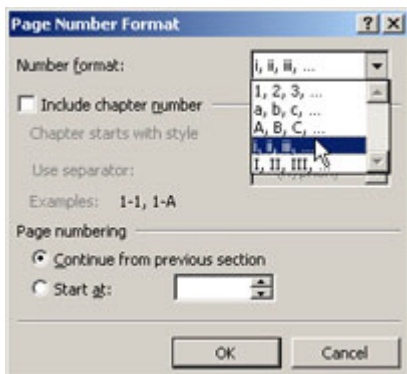 Page Number Format
Number format: i, ii, iii, ...
1, 2, 3, ...
Include chapter number
a, b, c, ...
A, B, C, ...
Chapter starts with style
i, ii, iii, ...
I, II, III, ...
Use separator:
Examples: 1-1, 1-A
Page numbering
Continue from previous section
Start at:
OK Cancel